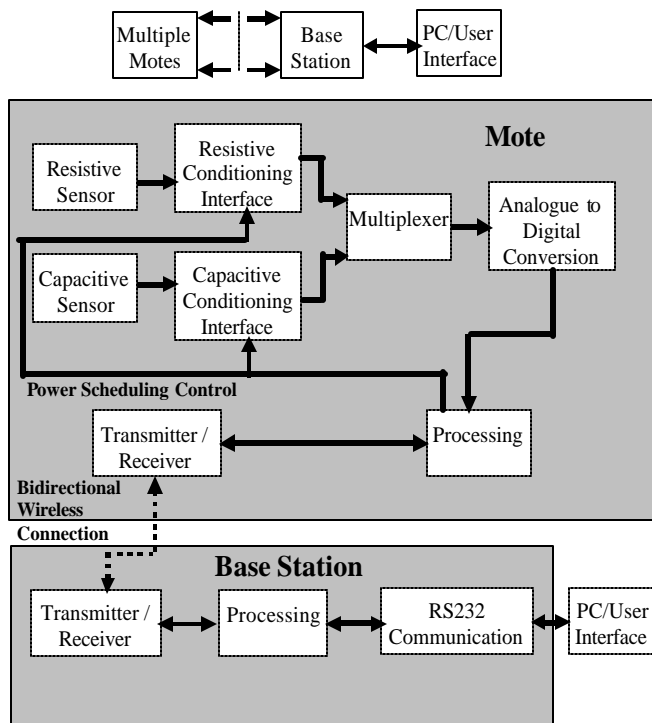 Multiple
Motes
Base
Station
PC/User
Interface
Mote
Resistive
Sensor
Resistive
Conditioning
Interface
Multiplexer
Analogue to
Digital
Conversion
Capacitive
Sensor
Capacitive
Conditioning
Interface
Power Scheduling Control
Transmitter /
Receiver
Processing
Bidirectional
Wireless
Connection
Base Station
Transmitter /
Receiver
Processing
RS232
Communication
PC/User
Interface